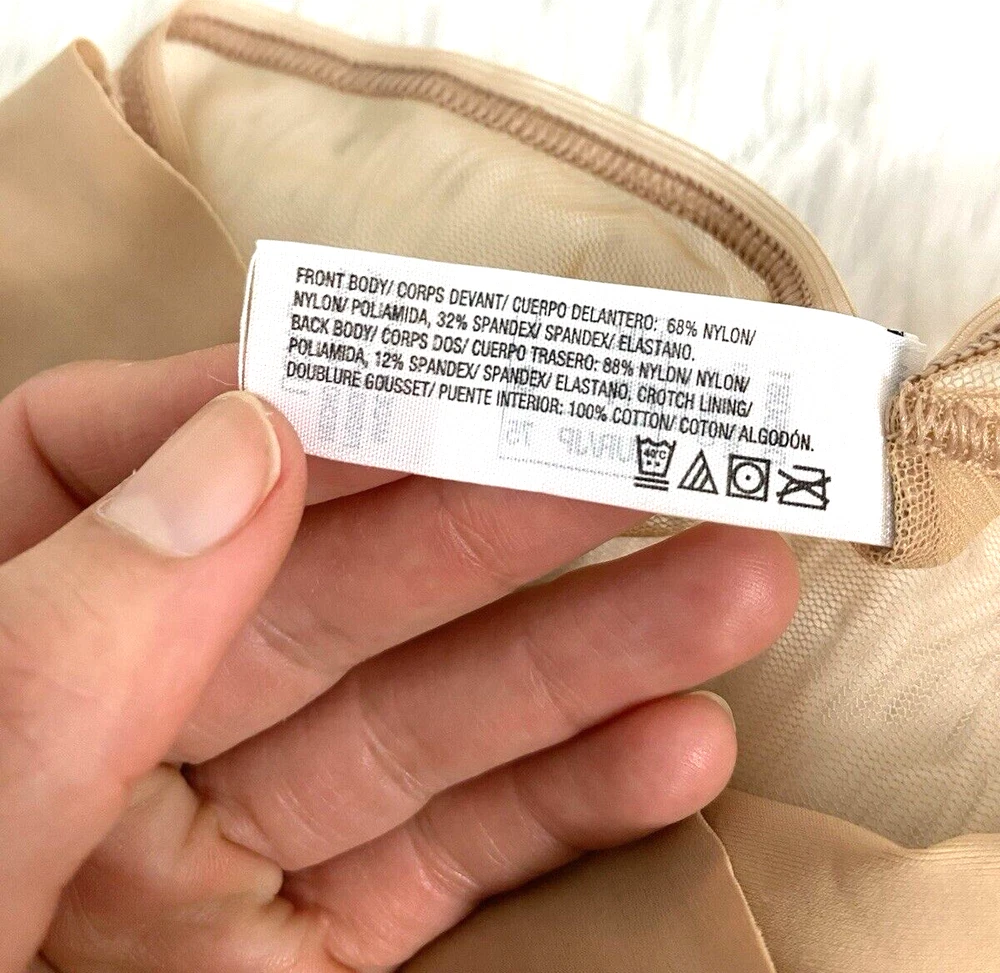 FRONT BODY/ CORPS DEVANT/ CUERPO DELANTERO: 68% NYLON/
NYLON/ POLIAMIDA, 32% SPANDEX/ SPANDEX/ ELASTANO.
BACK BODY/ CORPS DOS/ CUERPO TRASERO: 88% NYLON/ NYLON/
POLIAMIDA, 12% SPANDEX/ SPANDEX/ ELASTANO, CROTCH LINING/
DOUBLURE GOUSSET/ PUENTE INTERIOR: 100% COTTON/ COTON/ ALGODÓN.
40°C